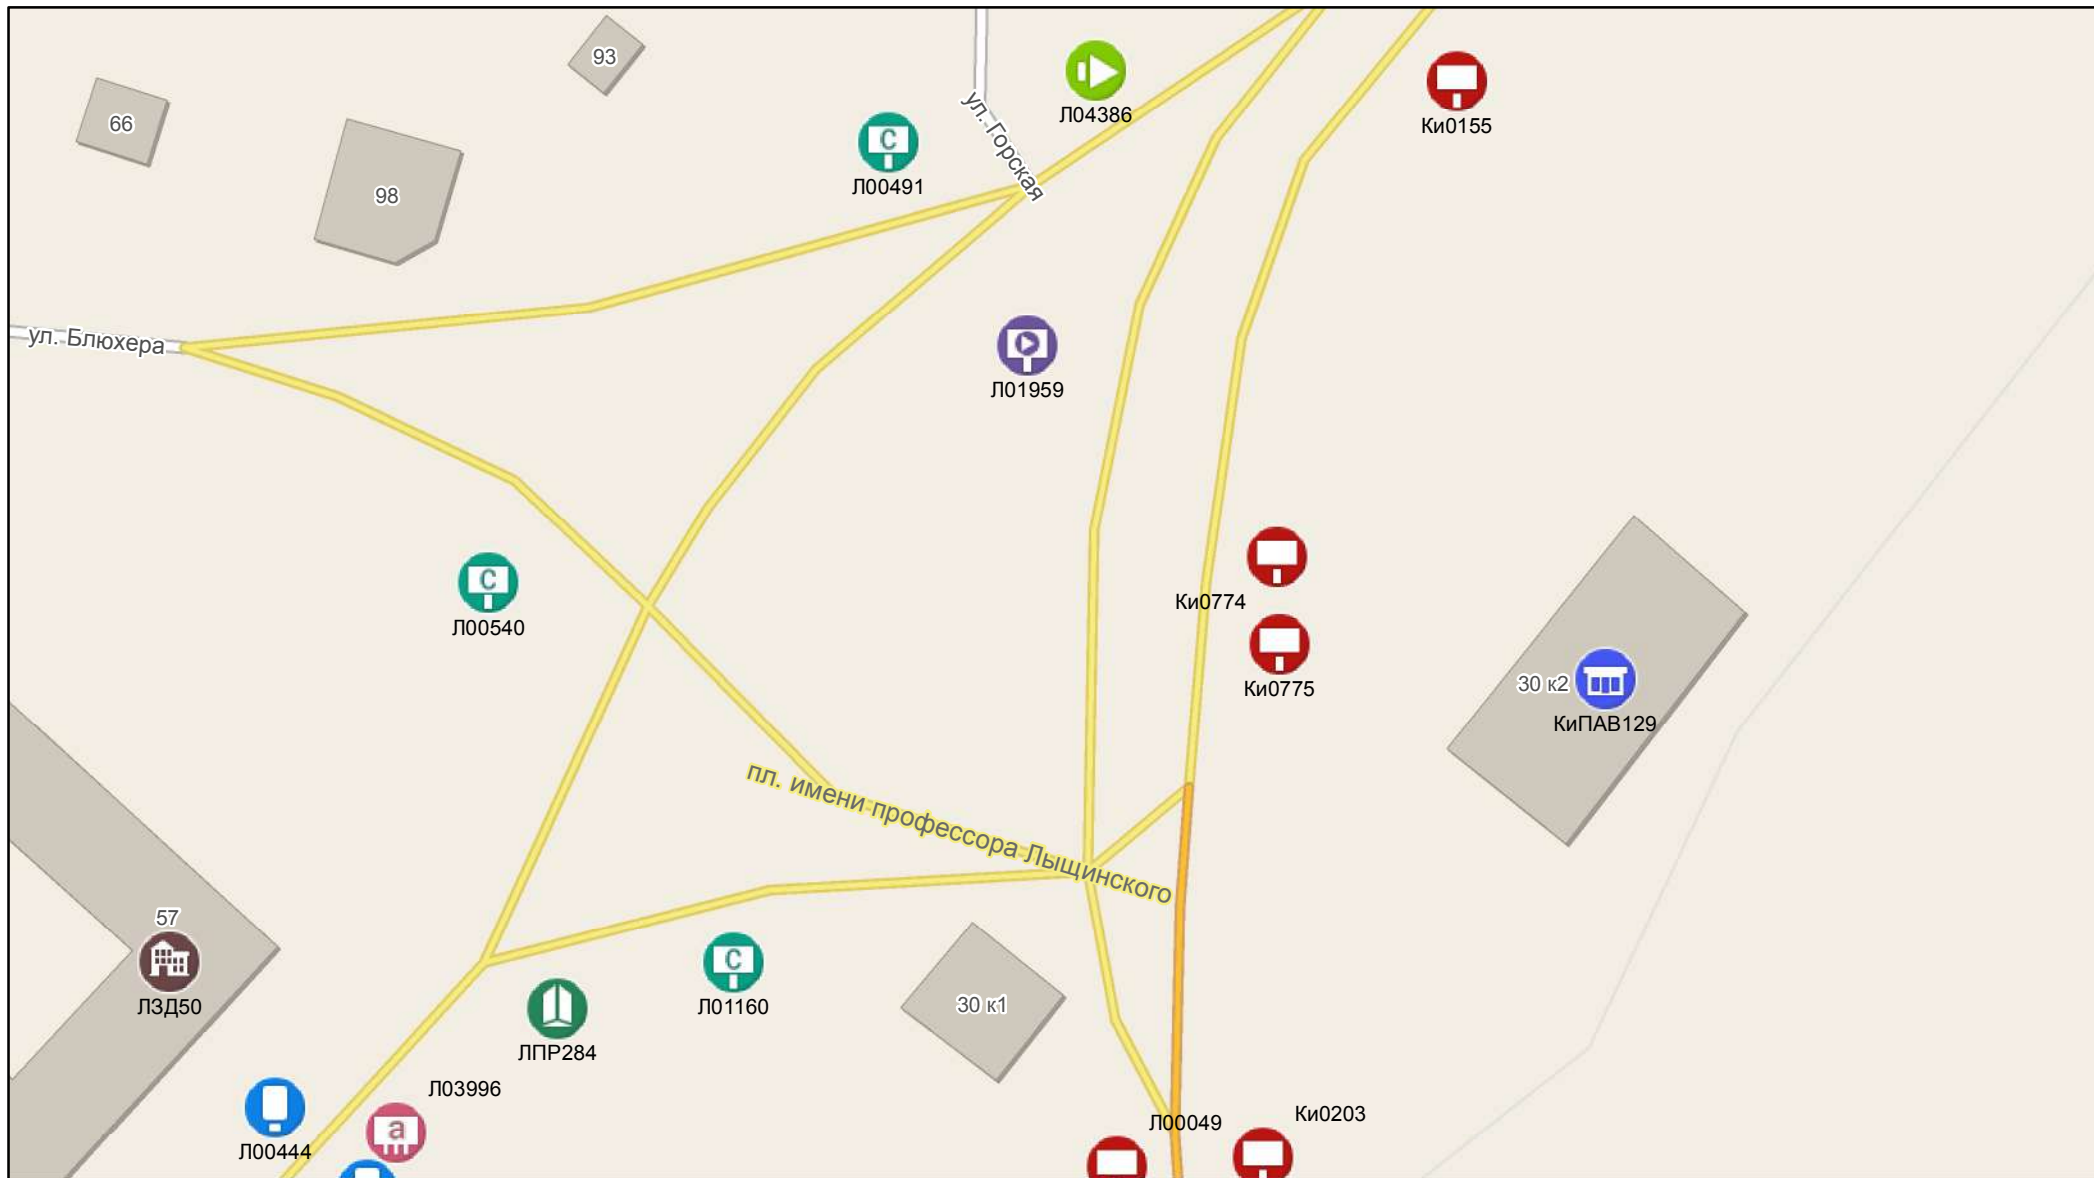 93
66
98
Л04386
Ки0155
ул. Горская
C
Л00491
ул. Блюхера
Л01959
C
Л00540
Ки0774
Ки0775
30 к2
КиПАВ129
пл. имени профессора Лыщинского
57
ЛЗД50
C
Л01160
ЛПР284
30 к1
Л03996
a
Л00444
Л00049
Ки0203